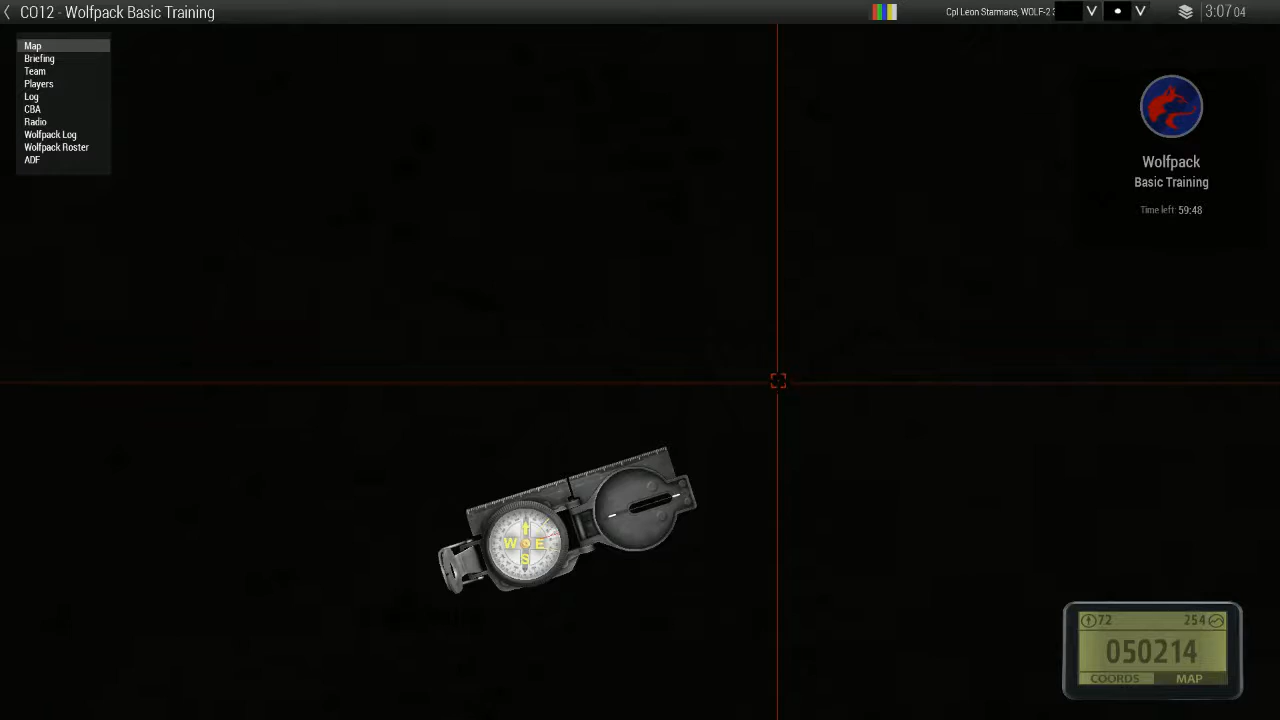 CO12 - Wolfpack Basic Training
Cpl Leon Starmans, WOLF-2 3
3:07 04
Map
Briefing
Team
Players
Log
CBA
Radio
Wolfpack Log
Wolfpack Roster
ADF
Wolfpack
Basic Training
Time left: 59:48
W E
S
72 254
050214
COORDS MAP